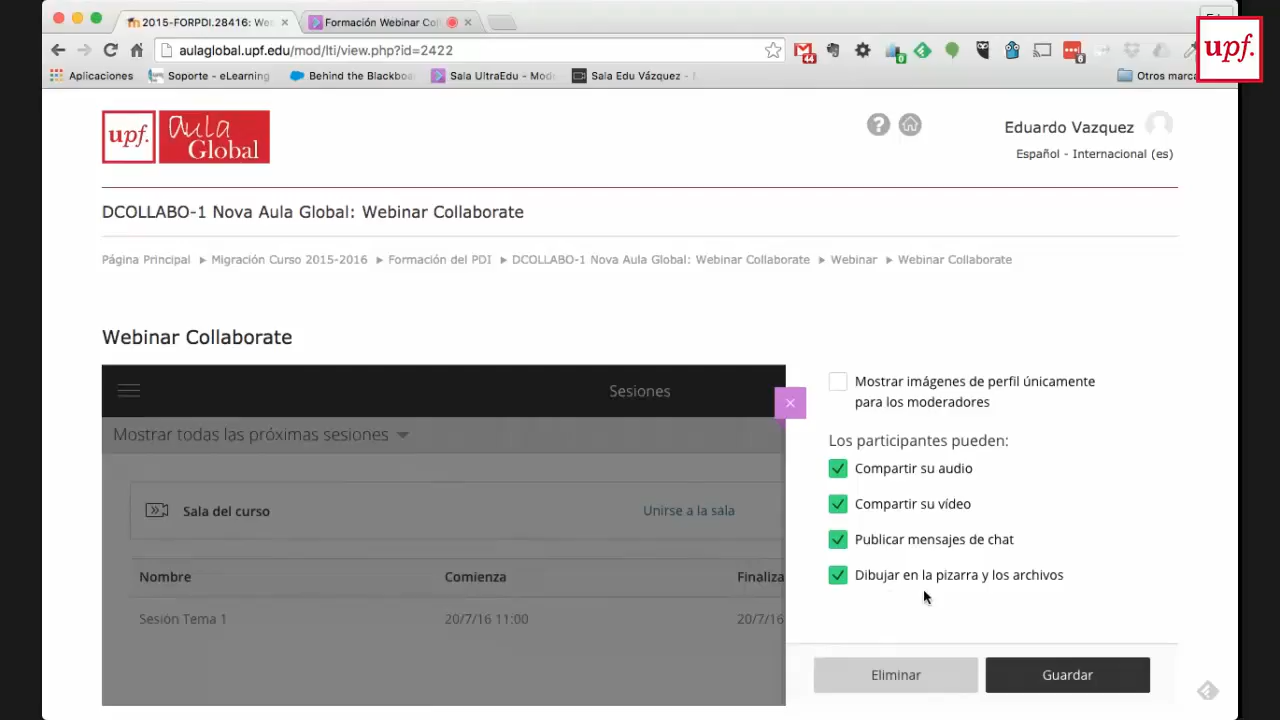 2015-FORPDI.28416: We
Formación Webinar Col
aulaglobal.upf.edu/mod/lti/view.php?id=2422
44
0
6
upf.
Aplicaciones
Soporte - eLearning
Behind the Blackboa
Sala UltraEdu - Mod
Sala Edu Vázquez -
Otros marca
upf.
Aula
Global
?
Eduardo Vazquez
Español - Internacional (es)
DCOLLABO-1 Nova Aula Global: Webinar Collaborate
Página Principal ► Migración Curso 2015-2016 ► Formación del PDI ► DCOLLABO-1 Nova Aula Global: Webinar Collaborate ► Webinar ► Webinar Collaborate
Webinar Collaborate
Sesiones
Mostrar todas las próximas sesiones
Sala del curso
Unirse a la sala
Nombre
Comienza
Finaliza
Sesión Tema 1
20/7/16 11:00
20/7/16
Mostrar imágenes de perfil únicamente
para los moderadores
Los participantes pueden:
Compartir su audio
Compartir su vídeo
Publicar mensajes de chat
Dibujar en la pizarra y los archivos
Eliminar
Guardar